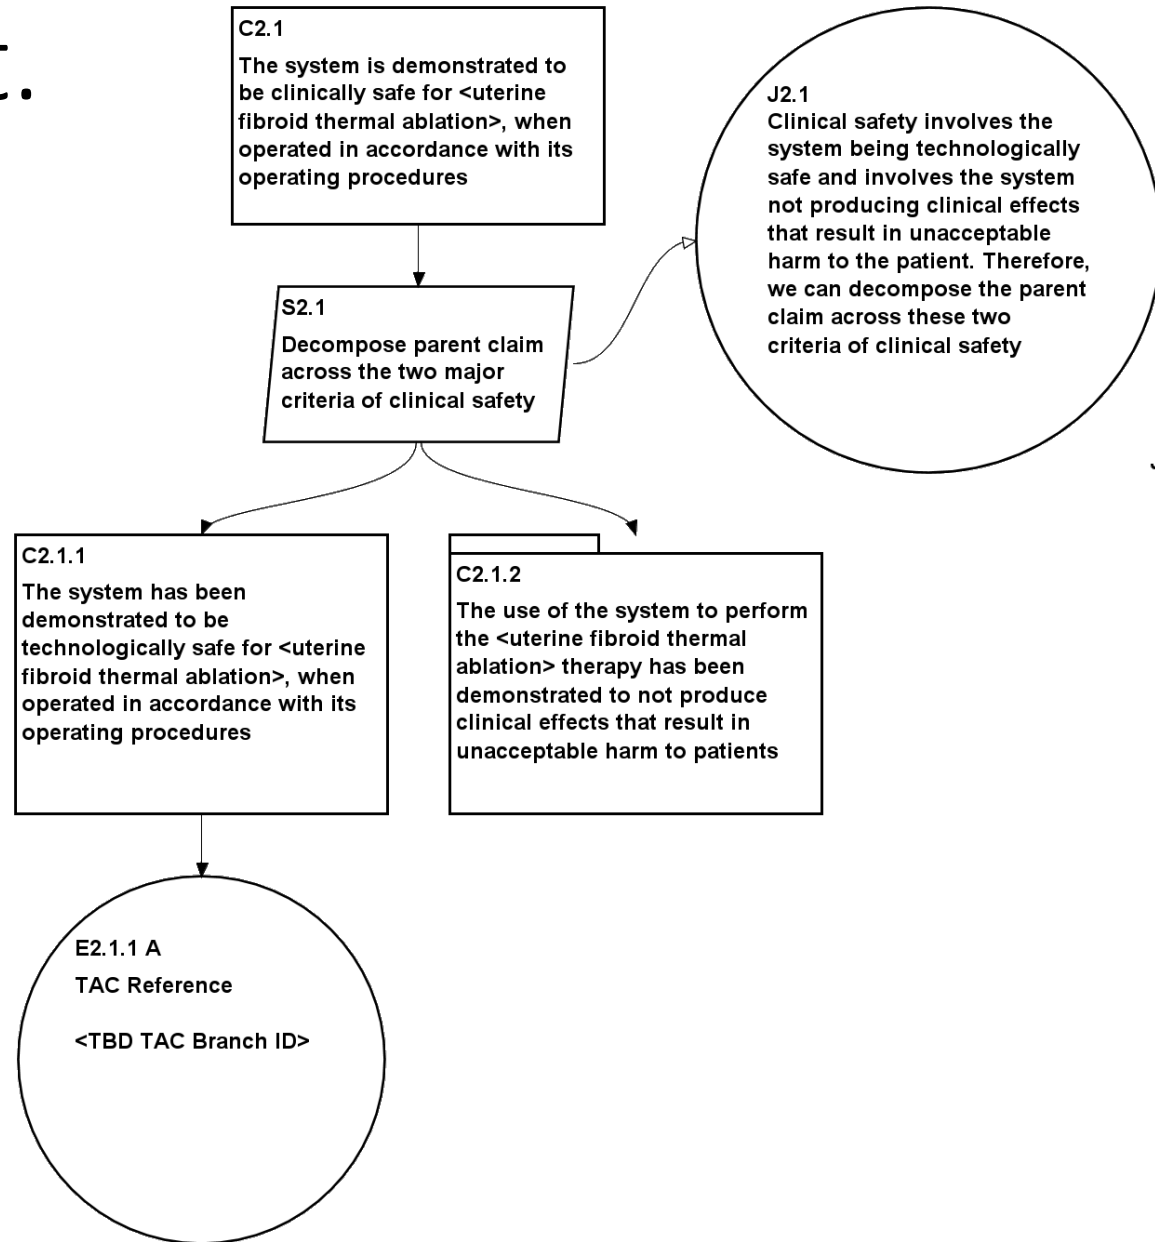 t.
C2.1
The system is demonstrated to
be clinically safe for <uterine
fibroid thermal ablation>, when
operated in accordance with its
operating procedures
J2.1
Clinical safety involves the
system being technologically
safe and involves the system
not producing clinical effects
that result in unacceptable
harm to the patient. Therefore,
we can decompose the parent
claim across these two
criteria of clinical safety
S2.1
Decompose parent claim
across the two major
criteria of clinical safety
C2.1.1
The system has been
demonstrated to be
technologically safe for <uterine
fibroid thermal ablation>, when
operated in accordance with its
operating procedures
C2.1.2
The use of the system to perform
the <uterine fibroid thermal
ablation> therapy has been
demonstrated to not produce
clinical effects that result in
unacceptable harm to patients
E2.1.1 A
TAC Reference
<TBD TAC Branch ID>